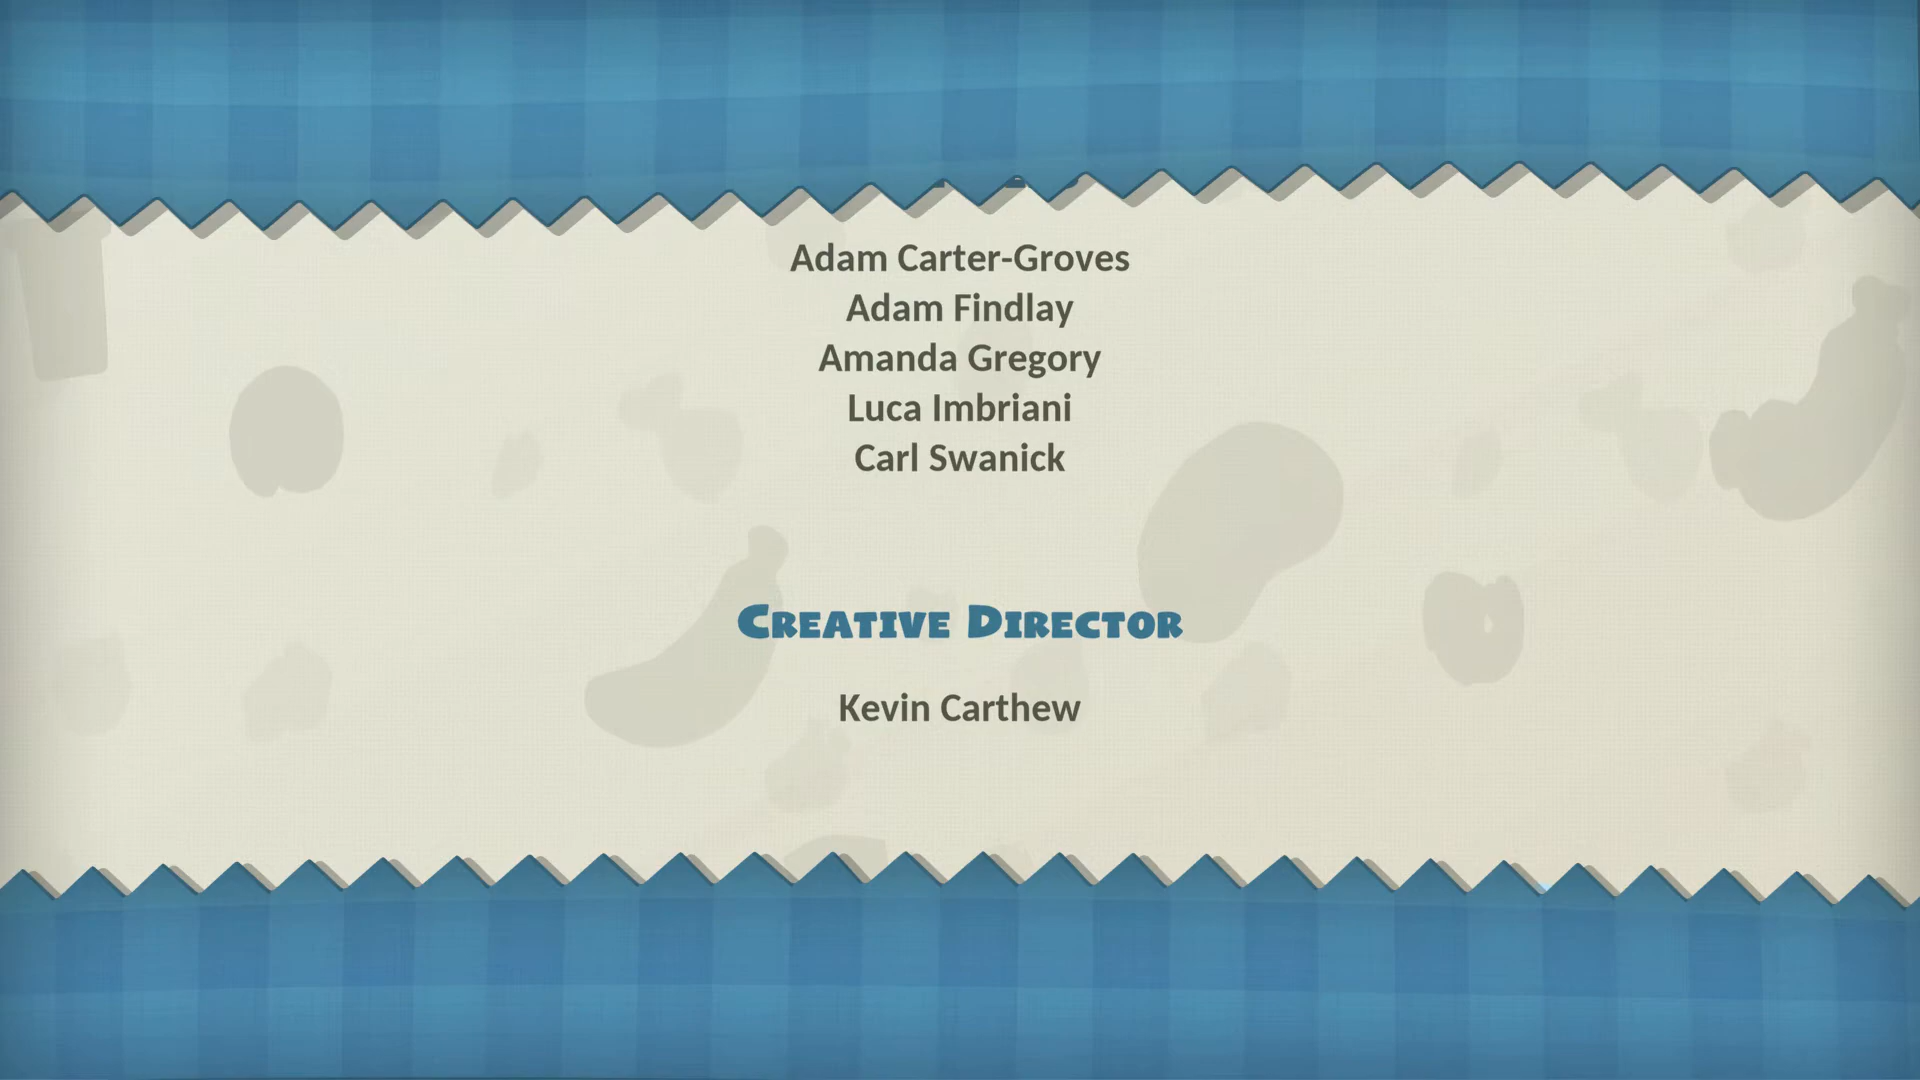 Adam Carter-Groves
Adam Findlay
Amanda Gregory
Luca Imbriani
Carl Swanick
Creative Director
Kevin Carthew